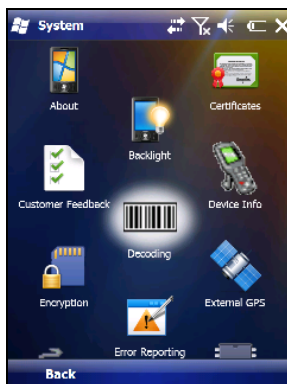 System
About
Certificates
Backlight
Customer Feedback
Device Info
Decoding
Encryption
External GPS
Error Reporting
Back